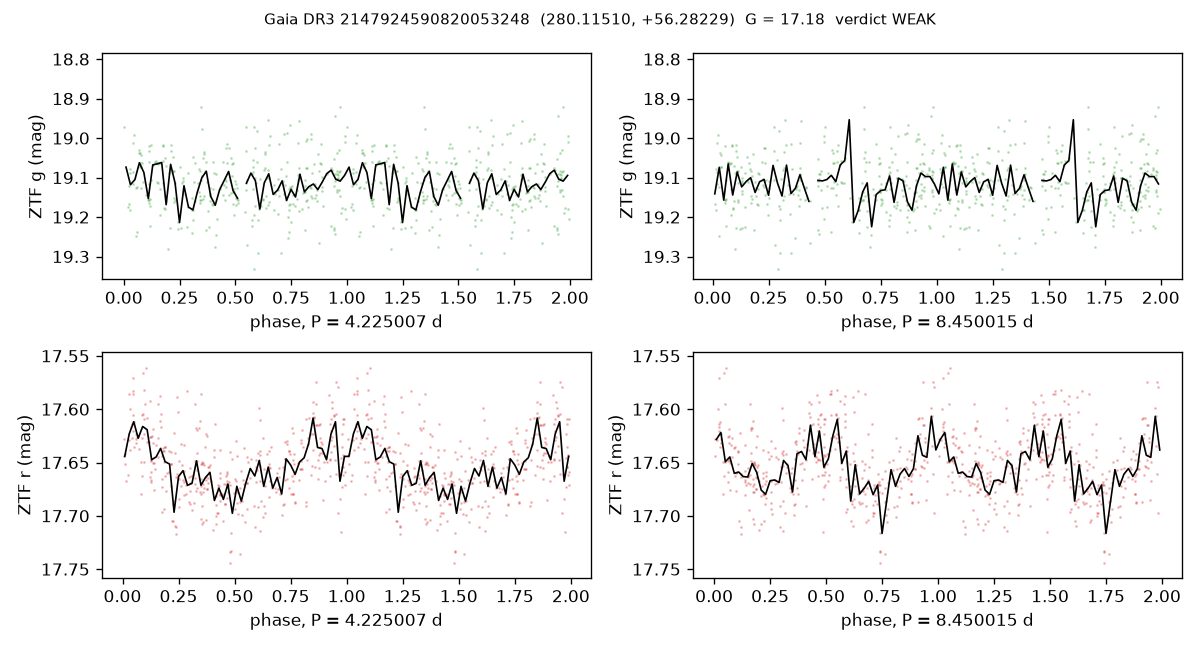 Gaia DR3 2147924590820053248 (280.11510, +56.28229) G = 17.18 verdict WEAK
18.8
18.9
19.0
19.1
19.2
19.3
ZTF g (mag)
0.00 0.25 0.50 0.75 1.00 1.25 1.50 1.75 2.00
phase, P = 4.225007 d
18.8
18.9
19.0
19.1
19.2
19.3
ZTF g (mag)
0.00 0.25 0.50 0.75 1.00 1.25 1.50 1.75 2.00
phase, P = 8.450015 d
17.55
17.60
17.65
17.70
17.75
ZTF r (mag)
0.00 0.25 0.50 0.75 1.00 1.25 1.50 1.75 2.00
phase, P = 4.225007 d
17.55
17.60
17.65
17.70
17.75
ZTF r (mag)
0.00 0.25 0.50 0.75 1.00 1.25 1.50 1.75 2.00
phase, P = 8.450015 d